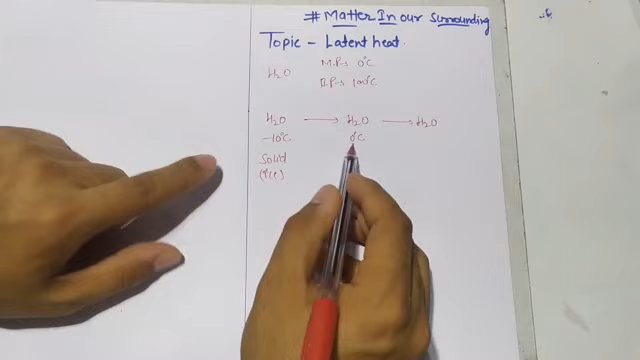 # Matter In our Surrounding
Topic - Latent heat.
H₂O M.P→ 0°C
B.P→ 100°C
H₂O → H₂O → H₂O
-10°C 0°C
Solid
(ice)